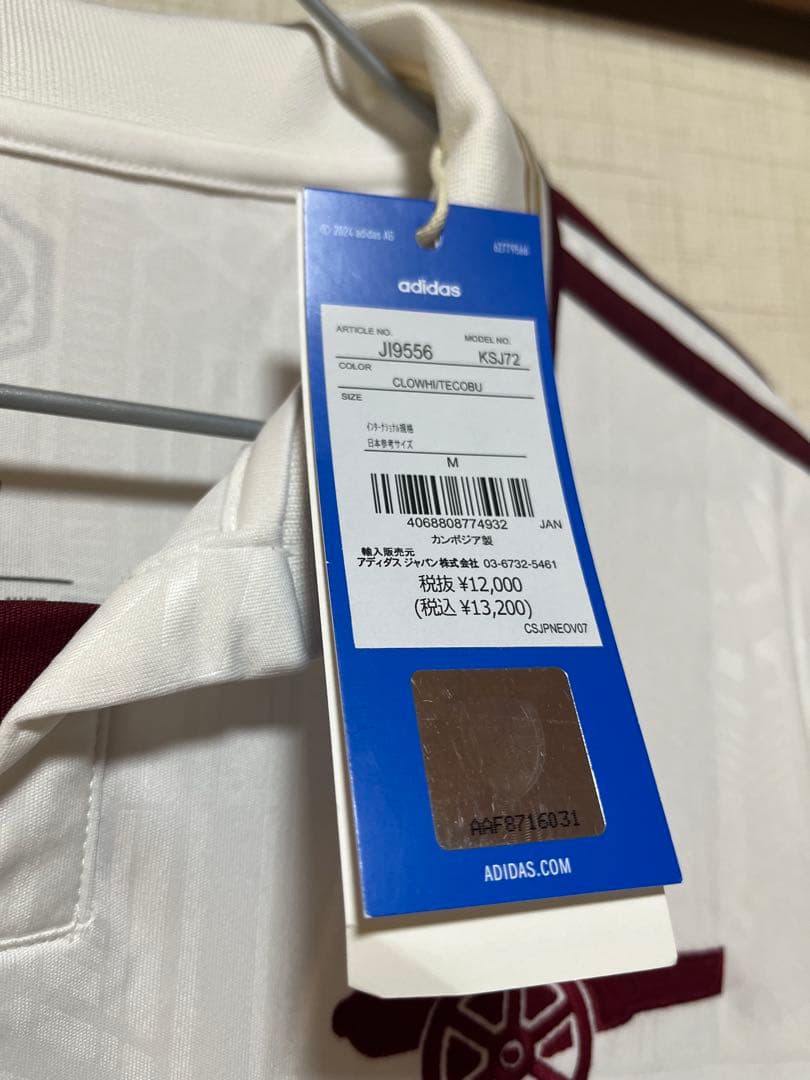 © 2024 adidas AG
62779568
adidas
ARTICLE NO.
MODEL NO.
JI9556
KSJ72
COLOR
CLOWHI/TECOBU
SIZE
インターナショナル規格
日本参考サイズ
M
4068808774932 JAN
カンボジア製
輸入販売元
アディダス ジャパン株式会社 03-6732-5461
税抜 ¥12,000
(税込 ¥13,200)
CSJPNEOV07
AAF8716031
ADIDAS.COM